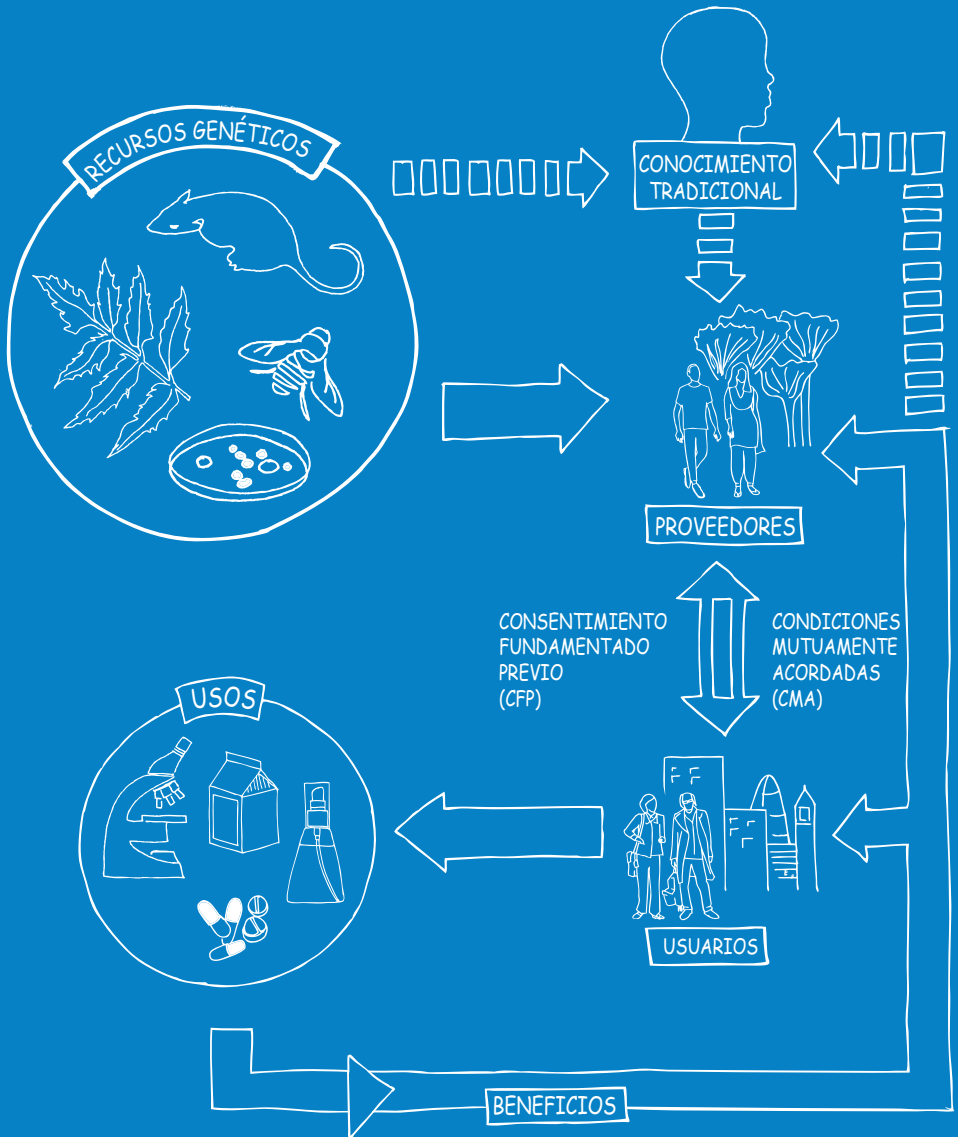 RECURSOS GENÉTICOS
CONOCIMIENTO
TRADICIONAL
PROVEEDORES
CONSENTIMIENTO
FUNDAMENTADO
PREVIO
(CFP)
CONDICIONES
MUTUAMENTE
ACORDADAS
(CMA)
USOS
USUARIOS
BENEFICIOS